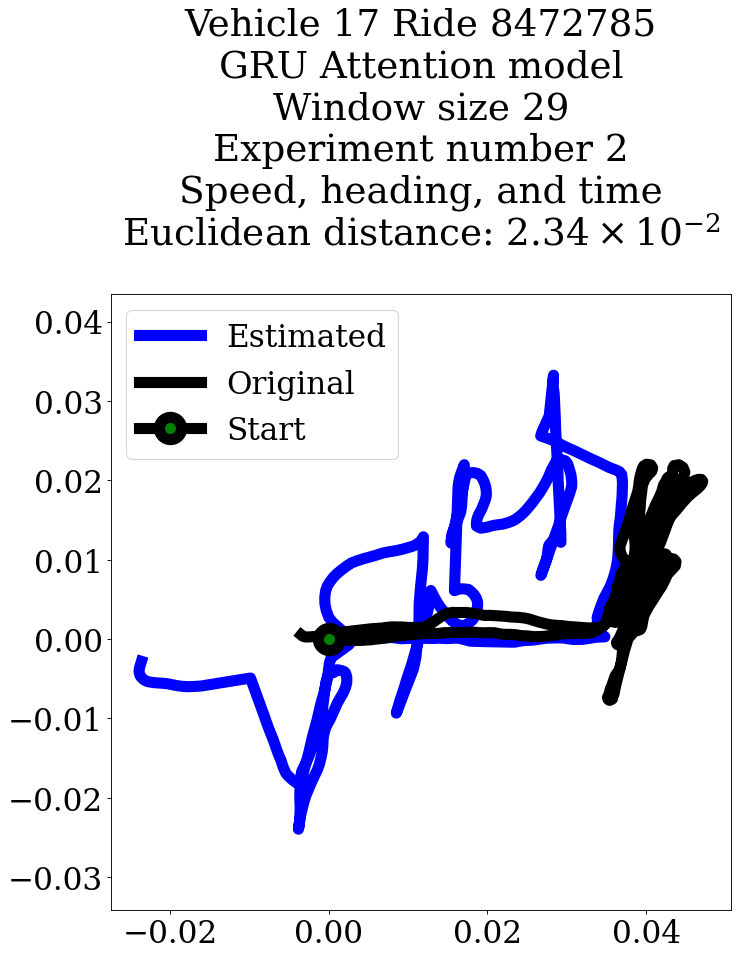 Vehicle 17 Ride 8472785
GRU Attention model
Window size 29
Experiment number 2
Speed, heading, and time
Euclidean distance: 2.34 × 10⁻²
Estimated
Original
Start
0.04
0.03
0.02
0.01
0.00
−0.01
−0.02
−0.03
−0.02 0.00 0.02 0.04